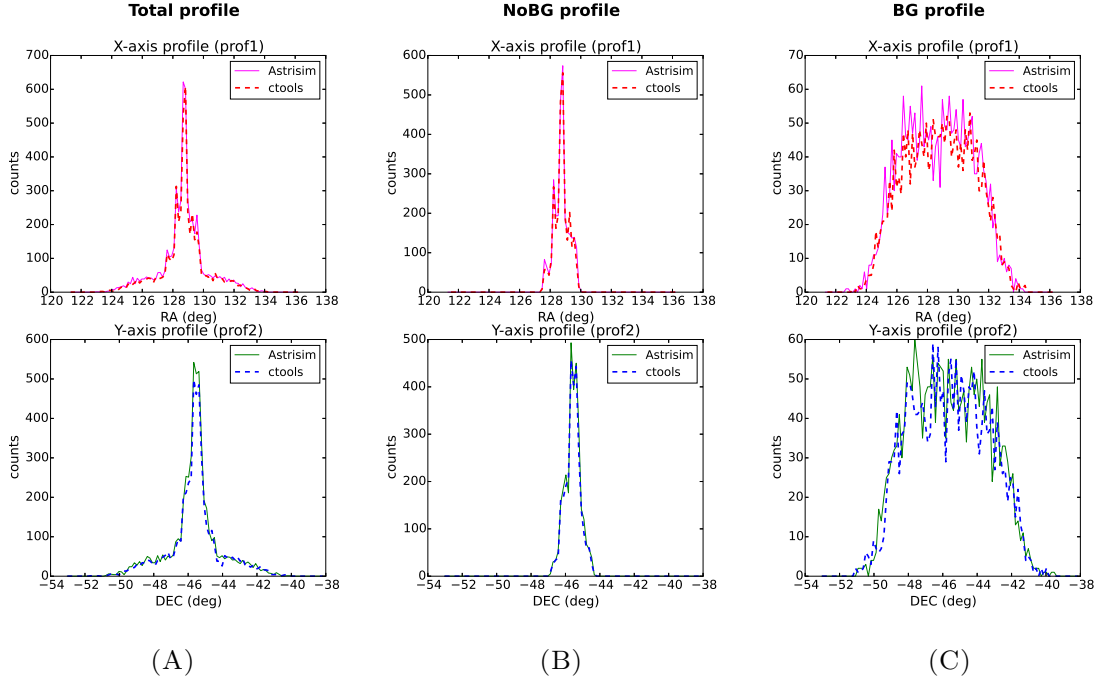 Total profile
NoBG profile
BG profile
X-axis profile (prof1)
700
600
500
400
300
200
100
0
counts
120 122 124 126 128 130 132 134 136 138
RA (deg)
Astrisim
ctools
X-axis profile (prof1)
600
500
400
300
200
100
0
counts
120 122 124 126 128 130 132 134 136 138
RA (deg)
Astrisim
ctools
X-axis profile (prof1)
70
60
50
40
30
20
10
0
counts
120 122 124 126 128 130 132 134 136 138
RA (deg)
Astrisim
ctools
Y-axis profile (prof2)
600
500
400
300
200
100
0
counts
−54 −52 −50 −48 −46 −44 −42 −40 −38
DEC (deg)
Astrisim
ctools
Y-axis profile (prof2)
500
400
300
200
100
0
counts
−54 −52 −50 −48 −46 −44 −42 −40 −38
DEC (deg)
Astrisim
ctools
Y-axis profile (prof2)
60
50
40
30
20
10
0
counts
−54 −52 −50 −48 −46 −44 −42 −40 −38
DEC (deg)
Astrisim
ctools
(A)
(B)
(C)